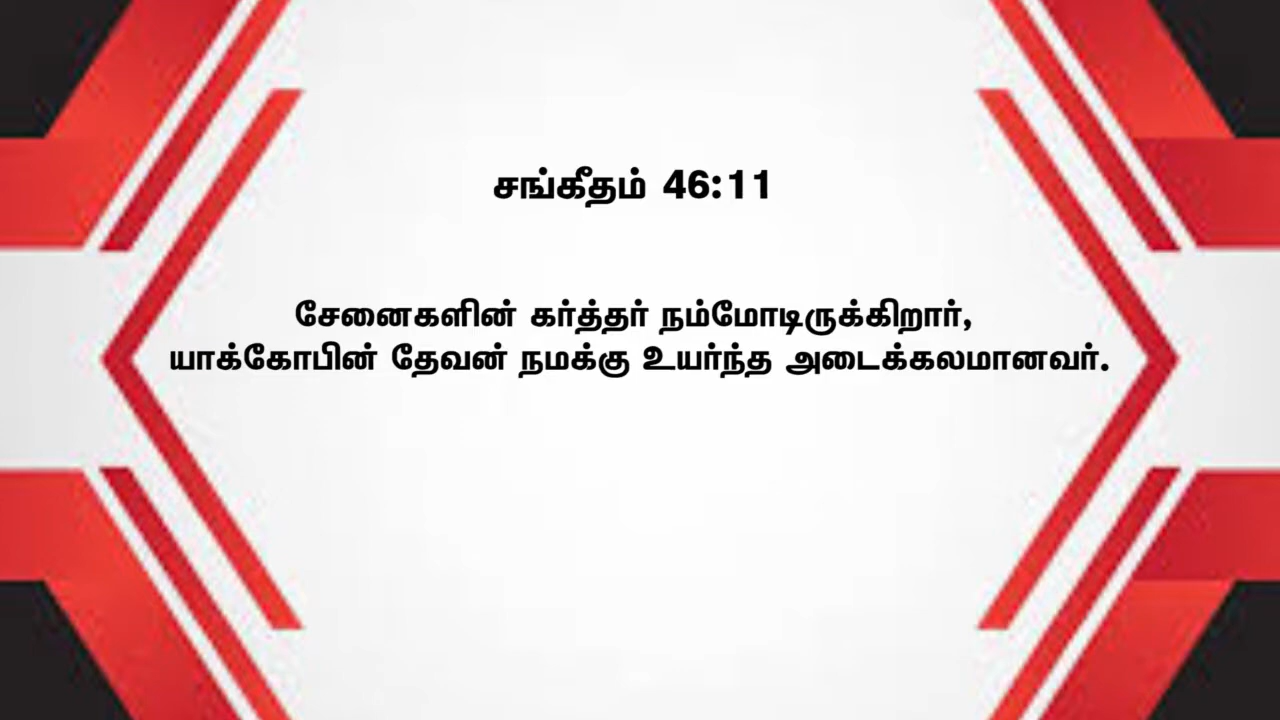 சங்கீதம் 46:11
சேனைகளின் கர்த்தர் நம்மோடிருக்கிறார்,
யாக்கோபின் தேவன் நமக்கு உயர்ந்த அடைக்கலமானவர்.